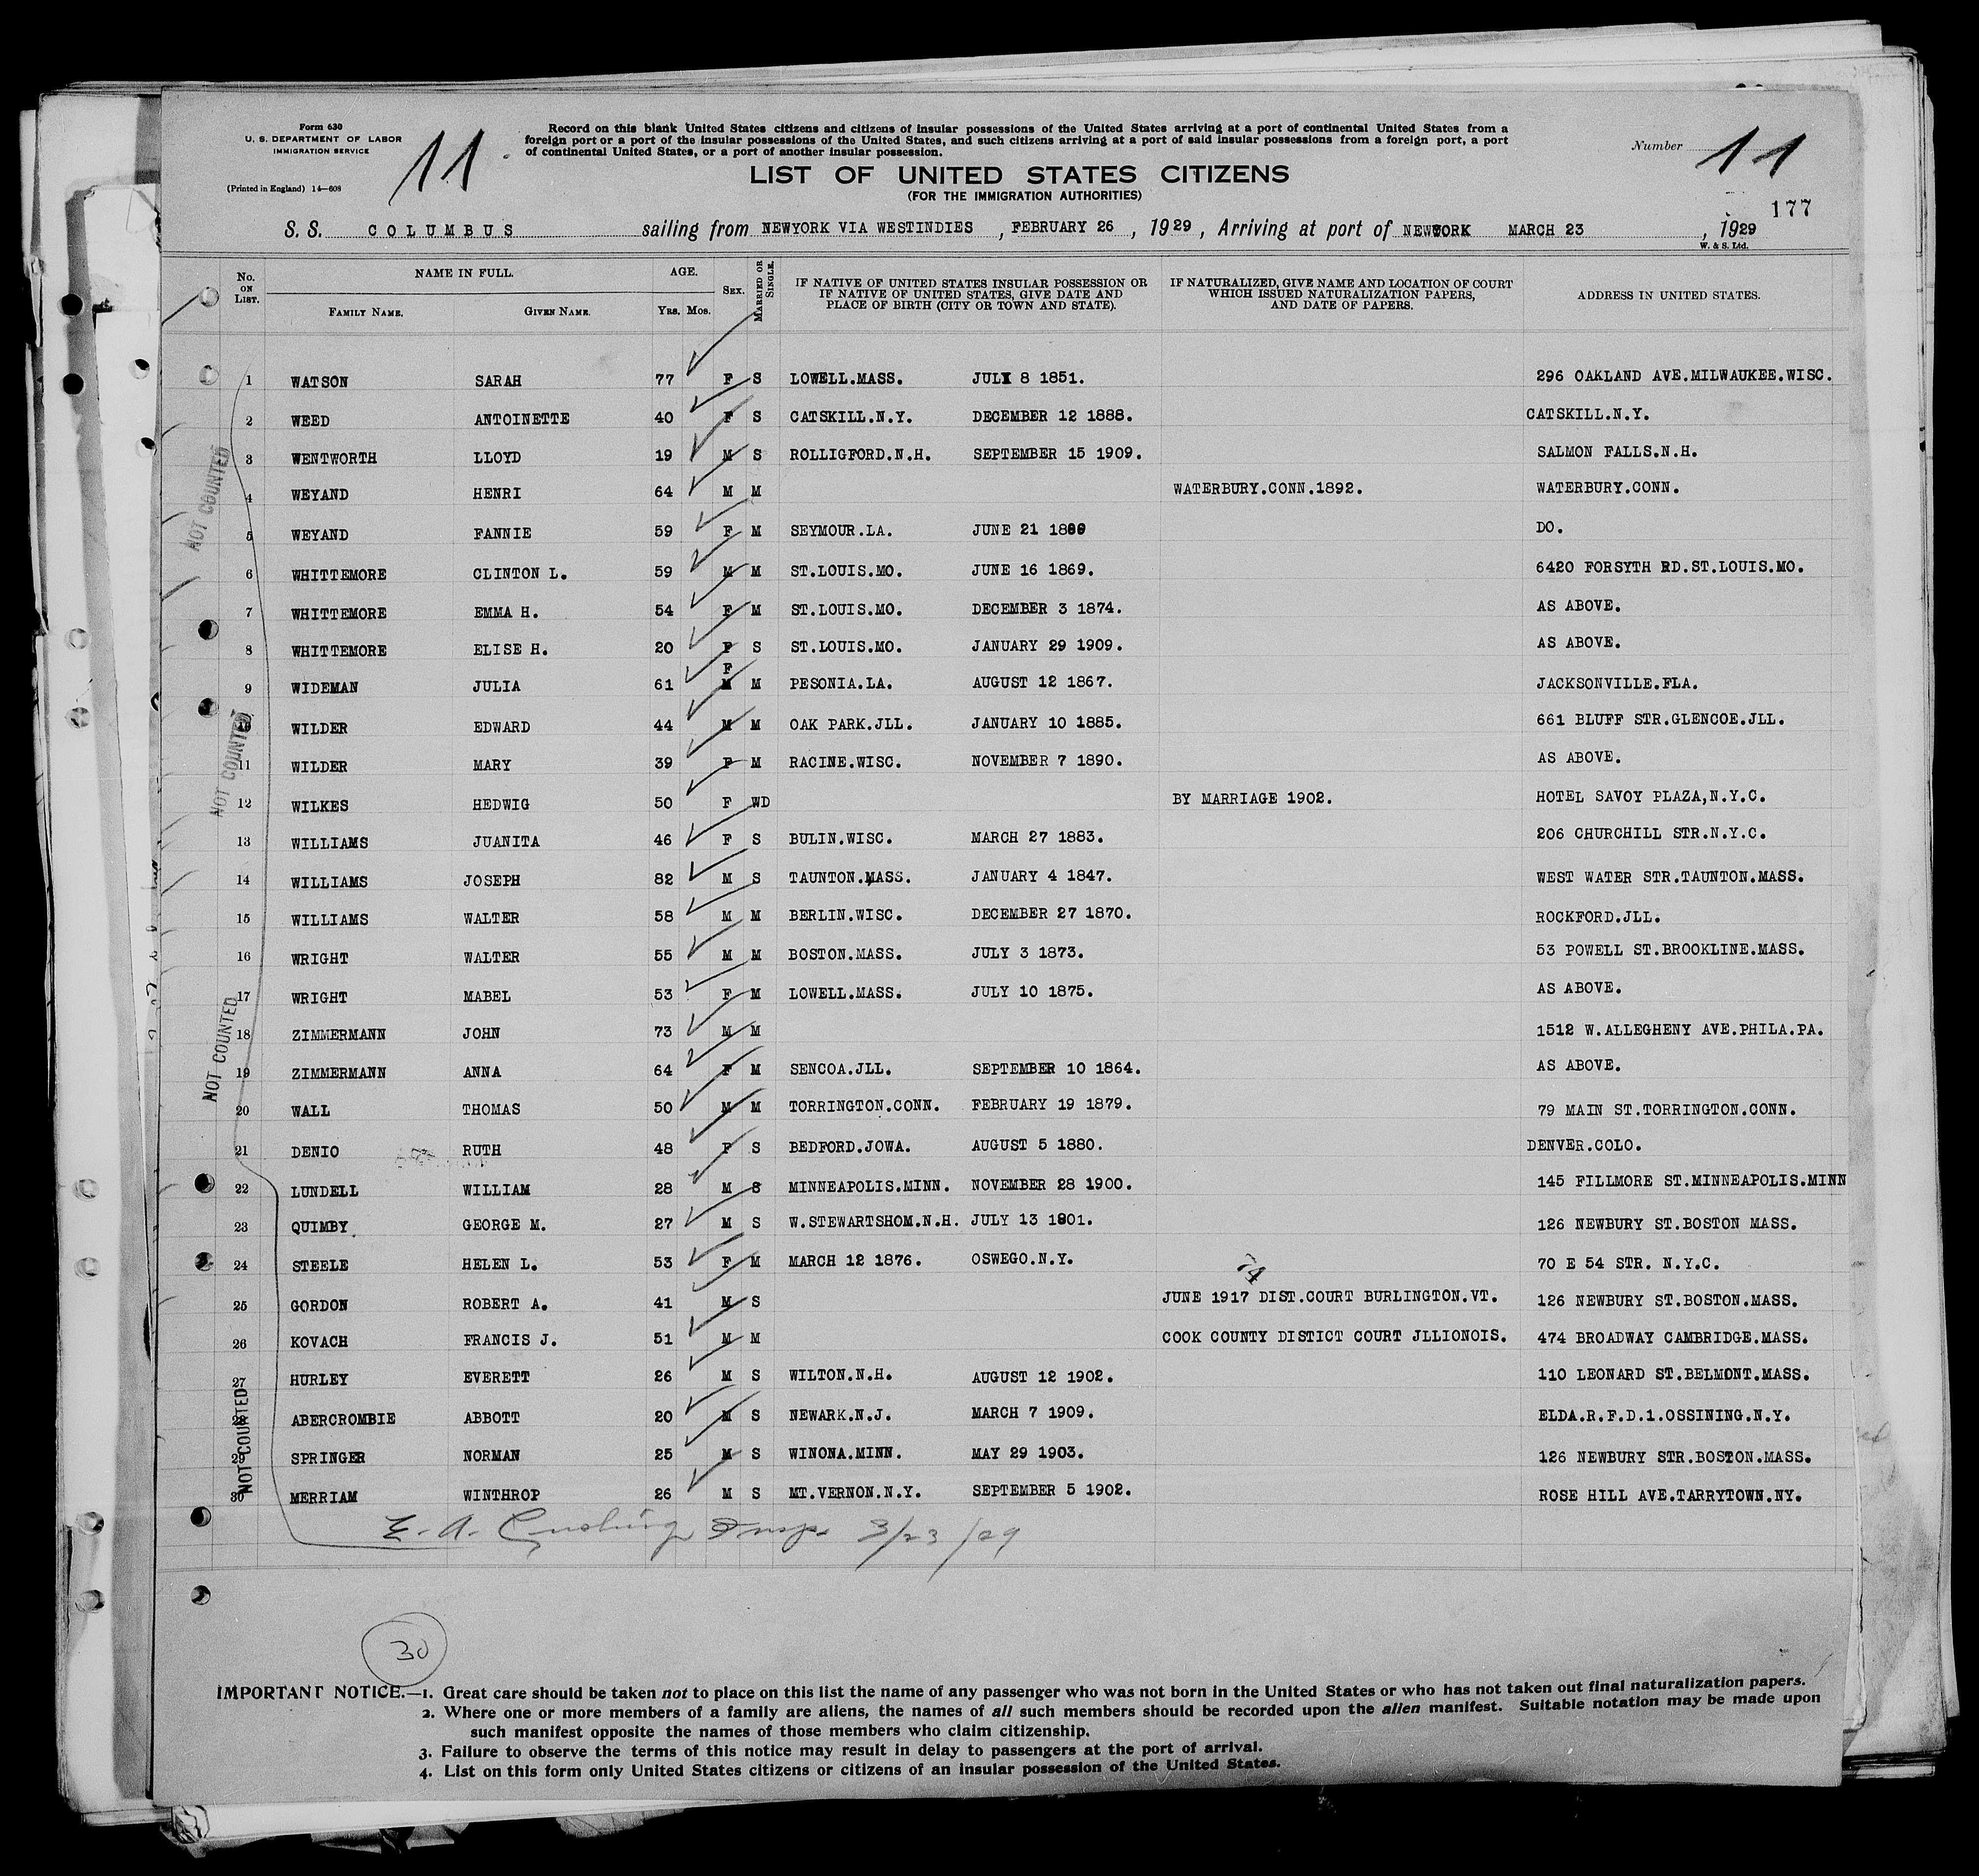 Form 630
U. S. DEPARTMENT OF LABOR
IMMIGRATION SERVICE
(Printed in England) 14—608
11
Record on this blank United States citizens and citizens of insular possessions of the United States arriving at a port of continental United States from a
foreign port or a port of the insular possessions of the United States, and such citizens arriving at a port of said insular possessions from a foreign port, a port
of continental United States, or a port of another insular possession.
Number 11
LIST OF UNITED STATES CITIZENS
(FOR THE IMMIGRATION AUTHORITIES)
177
S. S. COLUMBUS sailing from NEWYORK VIA WESTINDIES, FEBRUARY 26, 1929, Arriving at port of NEWYORK MARCH 23, 1929
W. & S. Ltd.
No. ON LIST. NAME IN FULL. FAMILY NAME. GIVEN NAME. AGE. YRS. MOS. SEX. MARRIED OR SINGLE. IF NATIVE OF UNITED STATES INSULAR POSSESSION OR IF NATIVE OF UNITED STATES, GIVE DATE AND PLACE OF BIRTH (CITY OR TOWN AND STATE). IF NATURALIZED, GIVE NAME AND LOCATION OF COURT WHICH ISSUED NATURALIZATION PAPERS, AND DATE OF PAPERS. ADDRESS IN UNITED STATES.
1 WATSON SARAH 77 F S LOWELL.MASS. JULY 8 1851. 296 OAKLAND AVE.MILWAUKEE.WISC.
2 WEED ANTOINETTE 40 F S CATSKILL.N.Y. DECEMBER 12 1888. CATSKILL.N.Y.
3 WENTWORTH LLOYD 19 M S ROLLIGFORD.N.H. SEPTEMBER 15 1909. SALMON FALLS.N.H.
4 WEYAND HENRI 64 M M WATERBURY.CONN.1892. WATERBURY.CONN.
5 WEYAND FANNIE 59 F M SEYMOUR.LA. JUNE 21 DO.
6 WHITTEMORE CLINTON L. 59 M M ST.LOUIS.MO. JUNE 16 1869. 6420 FORSYTH RD.ST.LOUIS.MO.
7 WHITTEMORE EMMA H. 54 F M ST.LOUIS.MO. DECEMBER 3 1874. AS ABOVE.
8 WHITTEMORE ELISE H. 20 F S ST.LOUIS.MO. JANUARY 29 1909. AS ABOVE.
9 WIDEMAN JULIA 61 F M M PESONIA.LA. AUGUST 12 1867. JACKSONVILLE.FLA.
10 WILDER EDWARD 44 M M OAK PARK.JLL. JANUARY 10 1885. 661 BLUFF STR.GLENCOE.JLL.
11 WILDER MARY 39 F M RACINE.WISC. NOVEMBER 7 1890. AS ABOVE.
12 WILKES HEDWIG 50 F WD BY MARRIAGE 1902. HOTEL SAVOY PLAZA,N.Y.C.
13 WILLIAMS JUANITA 46 F S BULIN.WISC. MARCH 27 1883. 206 CHURCHILL STR.N.Y.C.
14 WILLIAMS JOSEPH 82 M S TAUNTON.MASS. JANUARY 4 1847. WEST WATER STR.TAUNTON.MASS.
15 WILLIAMS WALTER 58 M M BERLIN.WISC. DECEMBER 27 1870. ROCKFORD.JLL.
16 WRIGHT WALTER 55 M M BOSTON.MASS. JULY 3 1873. 53 POWELL ST.BROOKLINE.MASS.
17 WRIGHT MABEL 53 F M LOWELL.MASS. JULY 10 1875. AS ABOVE.
18 ZIMMERMANN JOHN 73 M M 1512 W.ALLEGHENY AVE.PHILA.PA.
19 ZIMMERMANN ANNA 64 F M SENCOA.JLL. SEPTEMBER 10 1864. AS ABOVE.
20 WALL THOMAS 50 M M TORRINGTON.CONN. FEBRUARY 19 1879. 79 MAIN ST.TORRINGTON.CONN.
21 DENIO RUTH 48 F S BEDFORD.JOWA. AUGUST 5 1880. DENVER.COLO.
22 LUNDELL WILLIAM 28 M S MINNEAPOLIS.MINN. NOVEMBER 28 1900. 145 FILLMORE ST.MINNEAPOLIS.MINN
23 QUIMBY. GEORGE M. 27 M S W.STEWARTSHOM.N.H. JULY 13 1801. 126 NEWBURY ST.BOSTON MASS.
24 STEELE HELEN L. 53 F M MARCH 12 1876. OSWEGO.N.Y. 70 E 54 STR. N.Y.C.
74
25 GORDON ROBERT A. 41 M S JUNE 1917 DIST.COURT BURLINGTON.VT. 126 NEWBURY ST.BOSTON.MASS.
26 KOVACH FRANCIS J. 51 M M COOK COUNTY DISTICT COURT JLLIONOIS. 474 BROADWAY CAMBRIDGE.MASS.
27 HURLEY EVERETT 26 M S WILTON.N.H. AUGUST 12 1902. 110 LEONARD ST.BELMONT.MASS.
28 ABERCROMBIE ABBOTT 20 M S NEWARK.N.J. MARCH 7 1909. ELDA.R.F.D.1.OSSINING.N.Y.
29 SPRINGER NORMAN 25 M S WINONA.MINN. MAY 29 1903. 126 NEWBURY STR.BOSTON.MASS.
30 MERRIAM WINTHROP 26 M S MT.VERNON.N.Y. SEPTEMBER 5 1902. ROSE HILL AVE.TARRYTOWN.NY.
NOT COUNTED
NOT COUNTED
NOT COUNTED
NOT COUNTED
E. A. Cushing Insp. 3/23/29
30
IMPORTANT NOTICE.—1. Great care should be taken not to place on this list the name of any passenger who was not born in the United States or who has not taken out final naturalization papers.
2. Where one or more members of a family are aliens, the names of all such members should be recorded upon the alien manifest. Suitable notation may be made upon
such manifest opposite the names of those members who claim citizenship.
3. Failure to observe the terms of this notice may result in delay to passengers at the port of arrival.
4. List on this form only United States citizens or citizens of an insular possession of the United States.